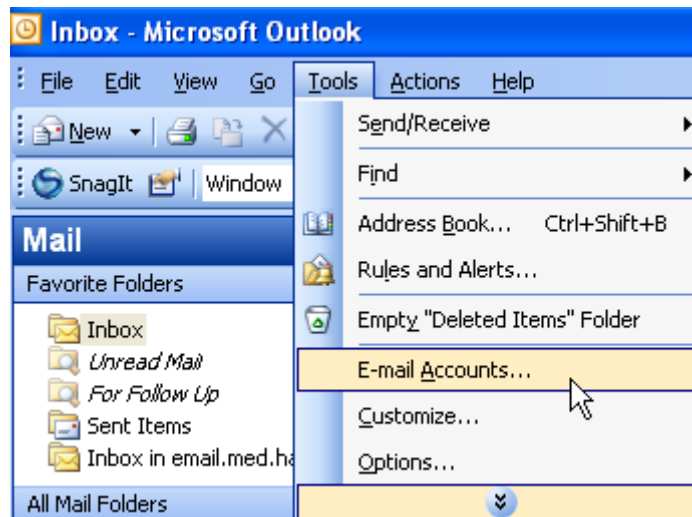 Inbox - Microsoft Outlook
File Edit View Go Tools Actions Help
New
Send/Receive
SnagIt Window
Find
Mail
Address Book... Ctrl+Shift+B
Favorite Folders
Rules and Alerts...
Inbox
Empty "Deleted Items" Folder
Unread Mail
E-mail Accounts...
For Follow Up
Customize...
Sent Items
Inbox in email.med.ha
Options...
All Mail Folders